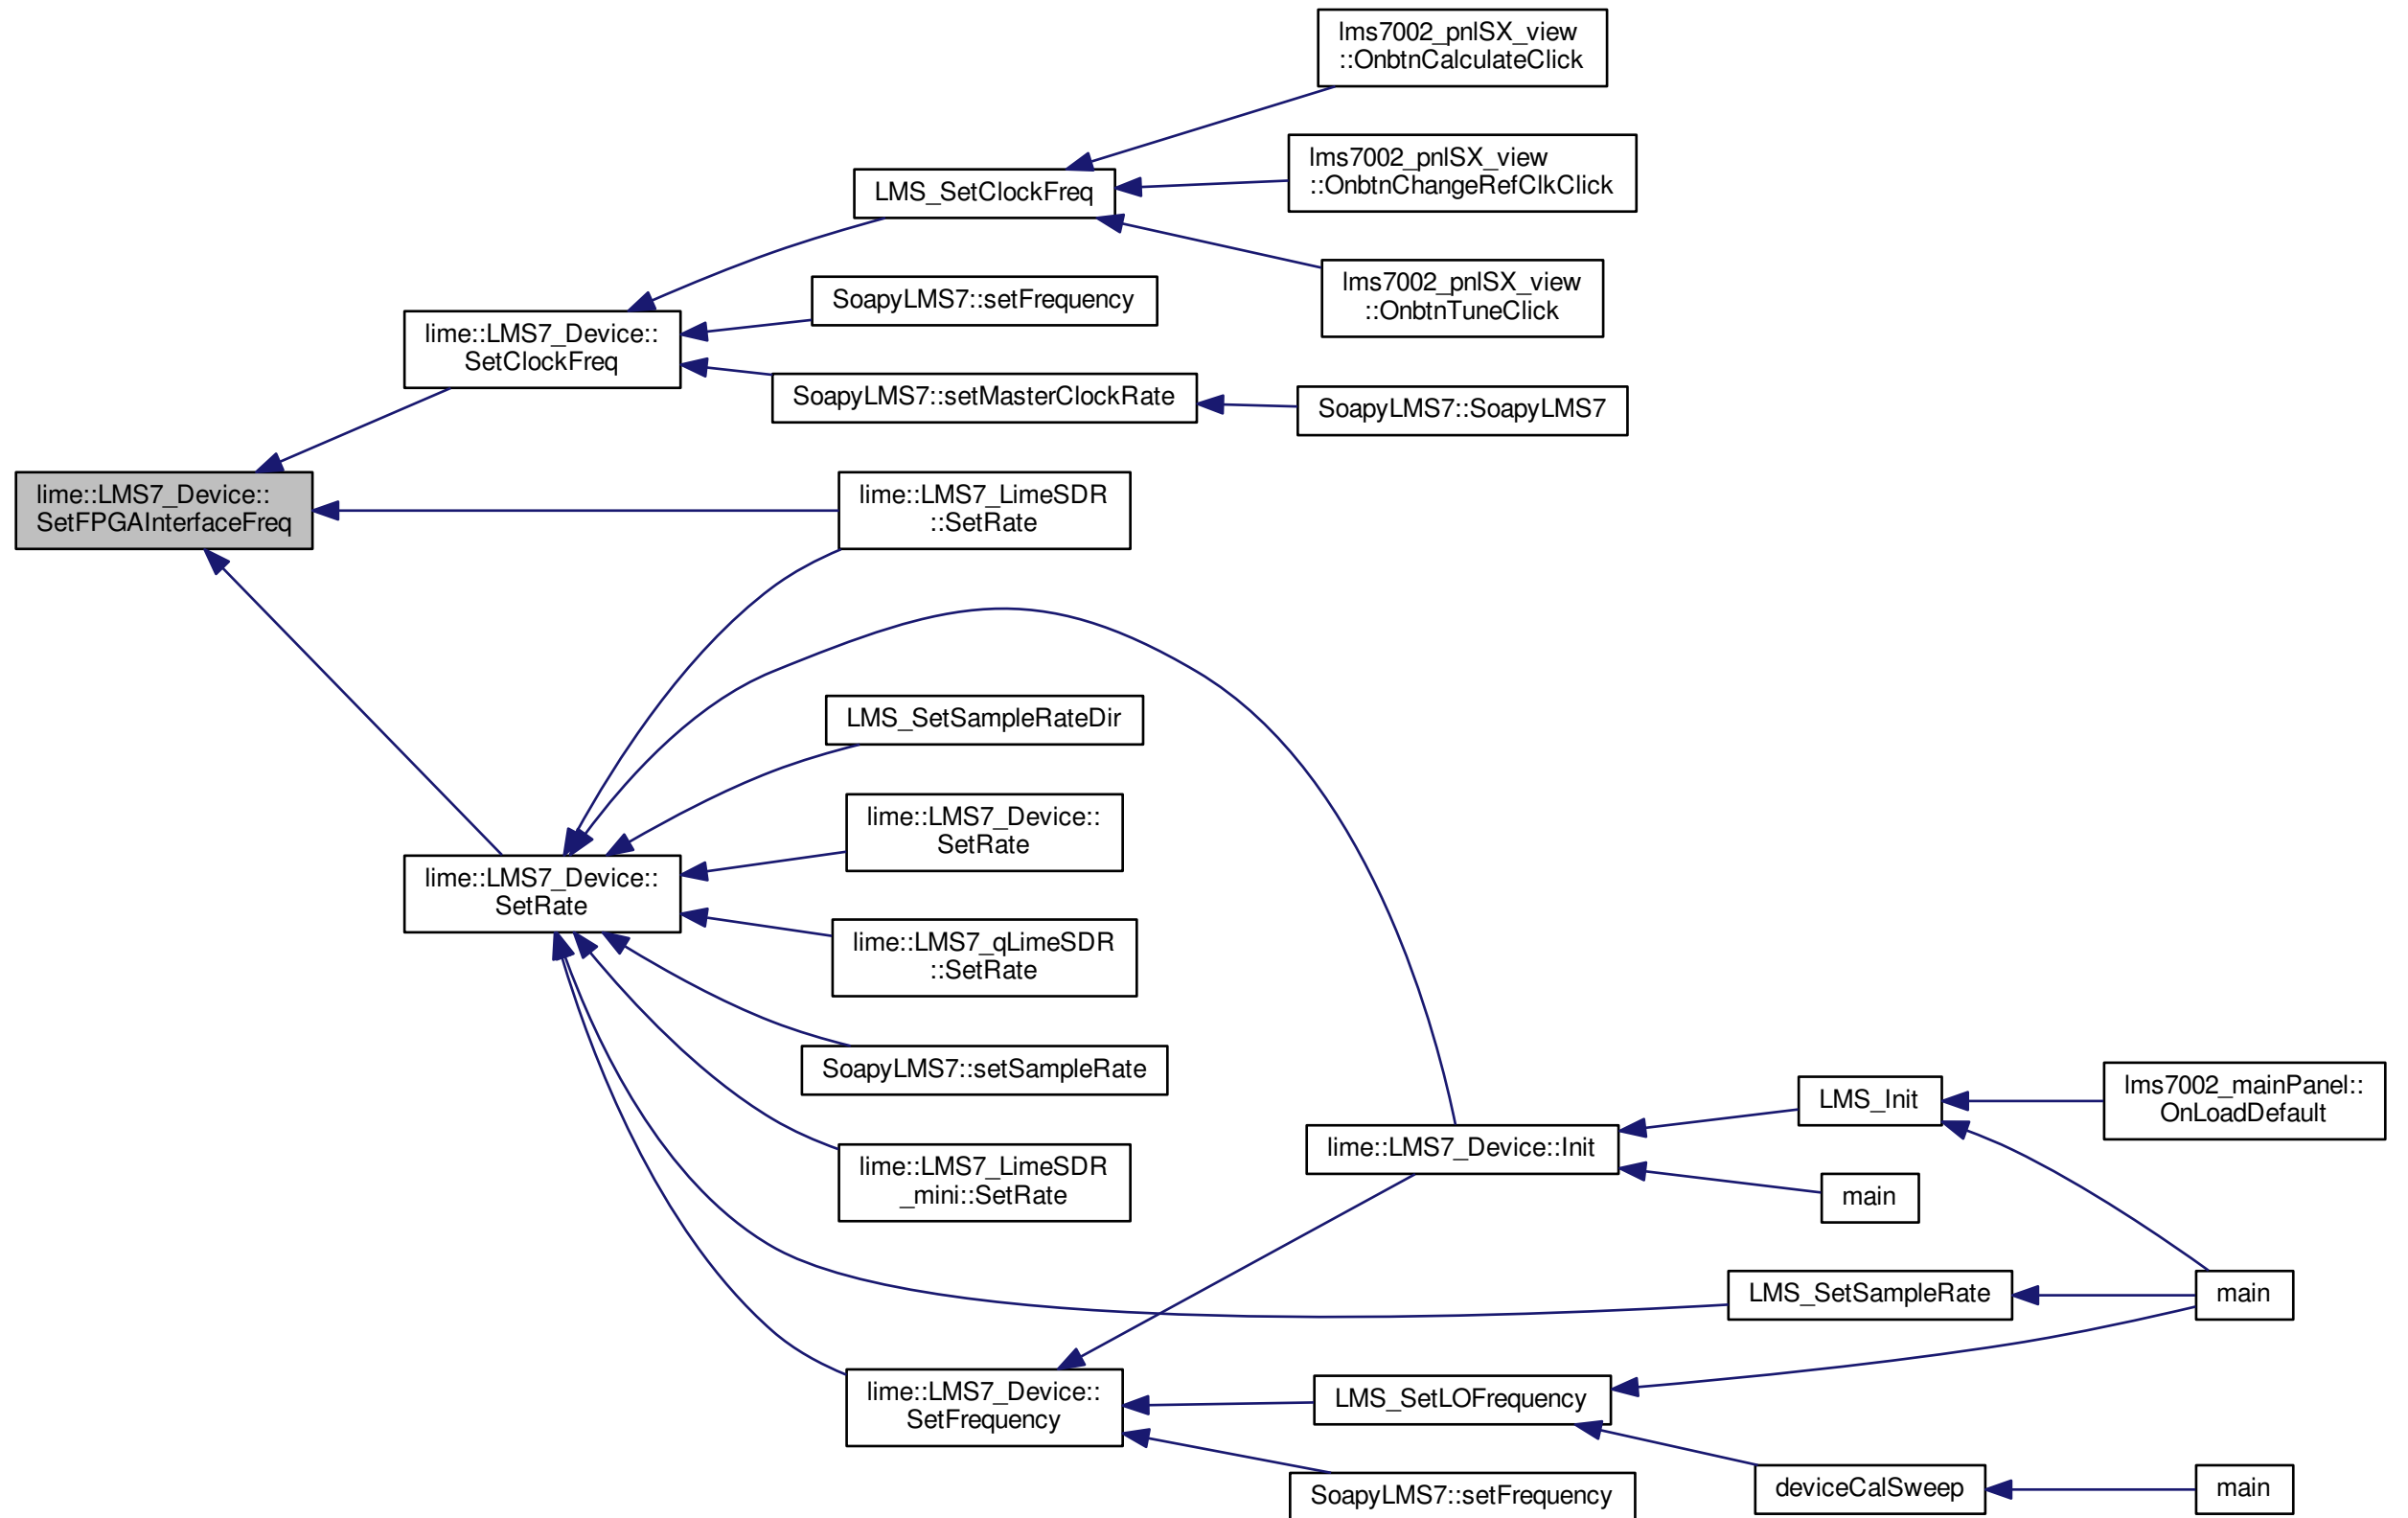 lms7002_pnlSX_view
::OnbtnCalculateClick
lms7002_pnlSX_view
::OnbtnChangeRefClkClick
LMS_SetClockFreq
lms7002_pnlSX_view
::OnbtnTuneClick
SoapyLMS7::setFrequency
lime::LMS7_Device::
SetClockFreq
SoapyLMS7::setMasterClockRate
SoapyLMS7::SoapyLMS7
lime::LMS7_Device::
SetFPGAInterfaceFreq
lime::LMS7_LimeSDR
::SetRate
LMS_SetSampleRateDir
lime::LMS7_Device::
SetRate
lime::LMS7_Device::
SetRate
lime::LMS7_qLimeSDR
::SetRate
SoapyLMS7::setSampleRate
lime::LMS7_LimeSDR
_mini::SetRate
lime::LMS7_Device::Init
LMS_Init
lms7002_mainPanel::
OnLoadDefault
main
LMS_SetSampleRate
main
lime::LMS7_Device::
SetFrequency
LMS_SetLOFrequency
deviceCalSweep
main
SoapyLMS7::setFrequency